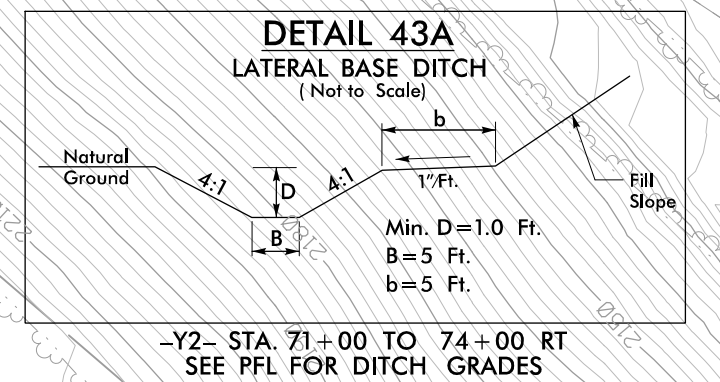 DETAIL 43A
LATERAL BASE DITCH
( Not to Scale)
b
Natural
Ground
4:1
D
4:1
1"/Ft.
Fill
Slope
B
Min. D=1.0 Ft.
B=5 Ft.
b=5 Ft.
2180
–Y2– STA. 71+00 TO 74+00 RT
SEE PFL FOR DITCH GRADES